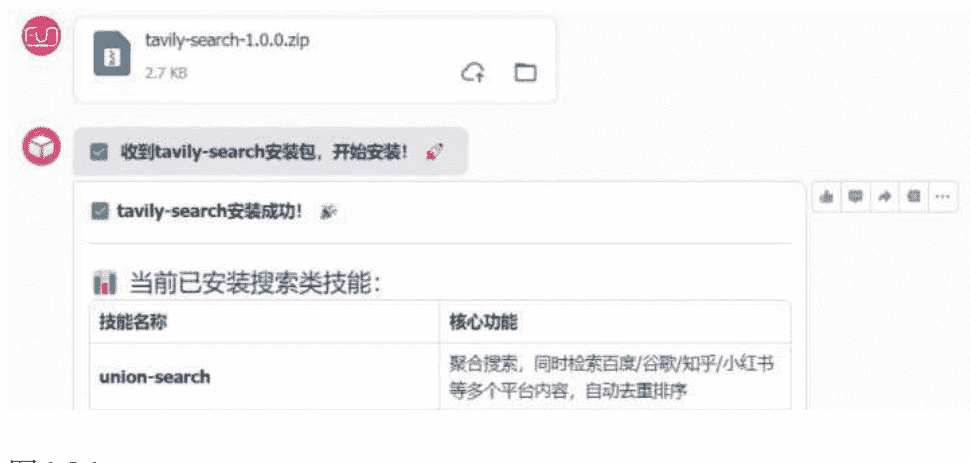 tavily-search-1.0.0.zip
2.7 KB
收到tavily-search安装包，开始安装！
tavily-search安装成功！
当前已安装搜索类技能：
技能名称
核心功能
union-search
聚合搜索，同时检索百度/谷歌/知乎/小红书
等多个平台内容，自动去重排序